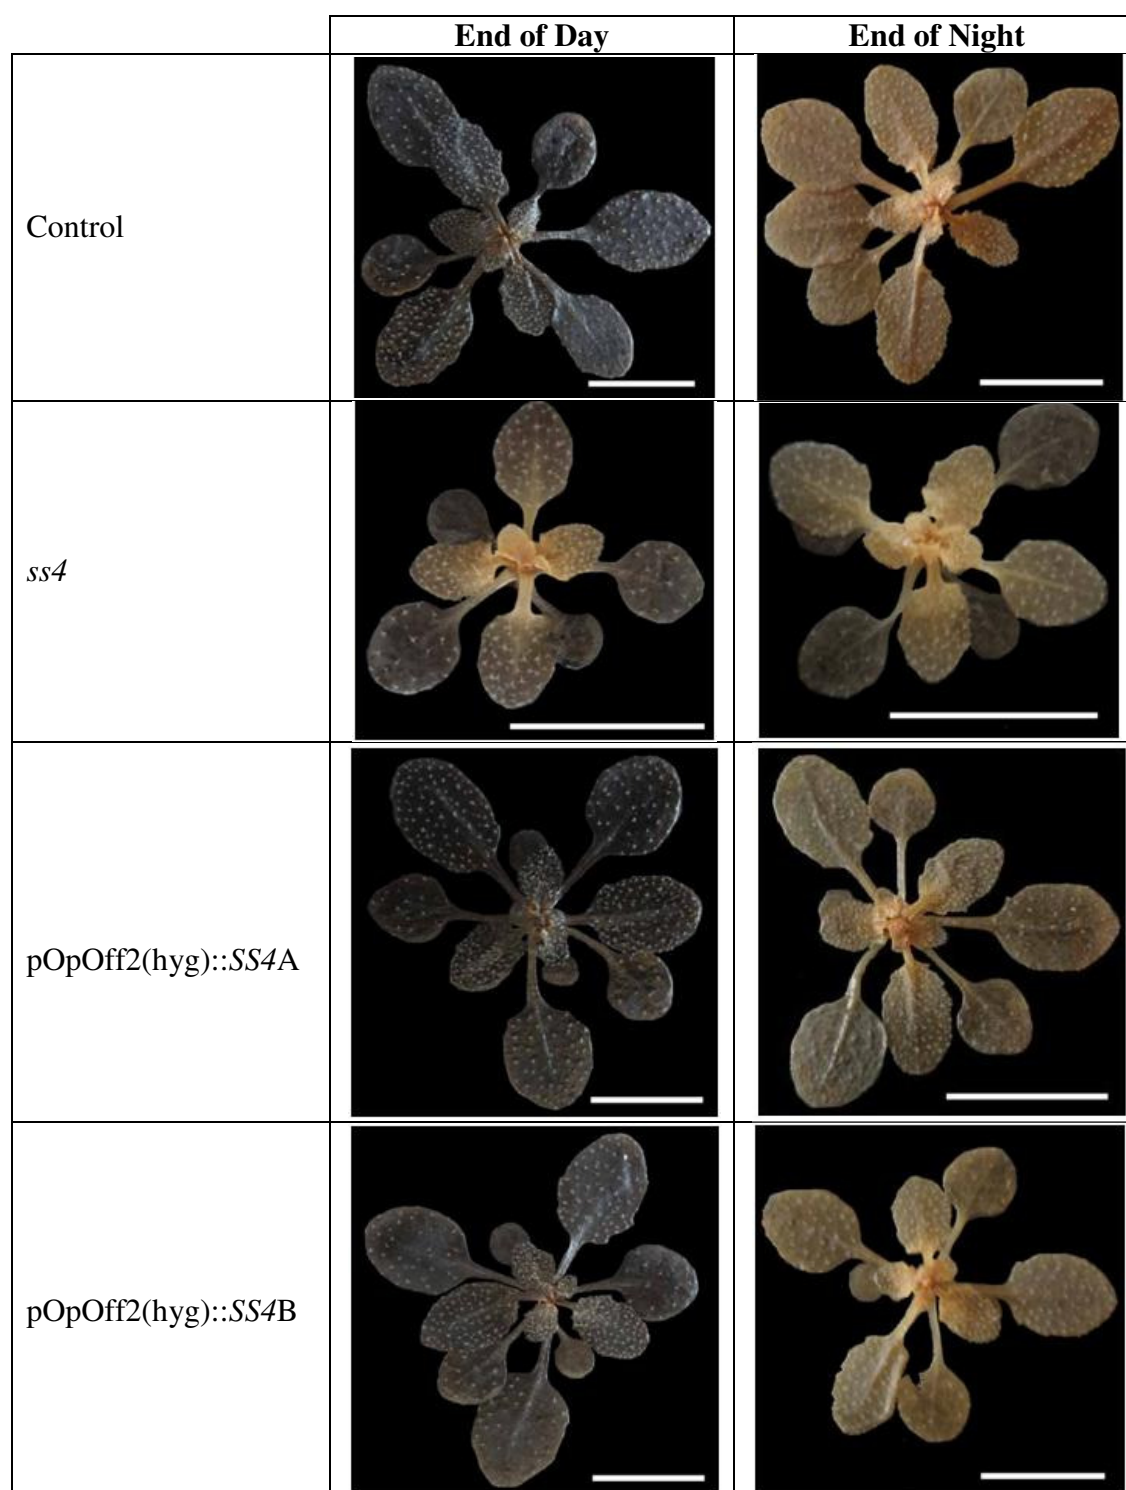 End of Day End of Night
Control
ss4
pOpOff2(hyg)::SS4A
pOpOff2(hyg)::SS4B